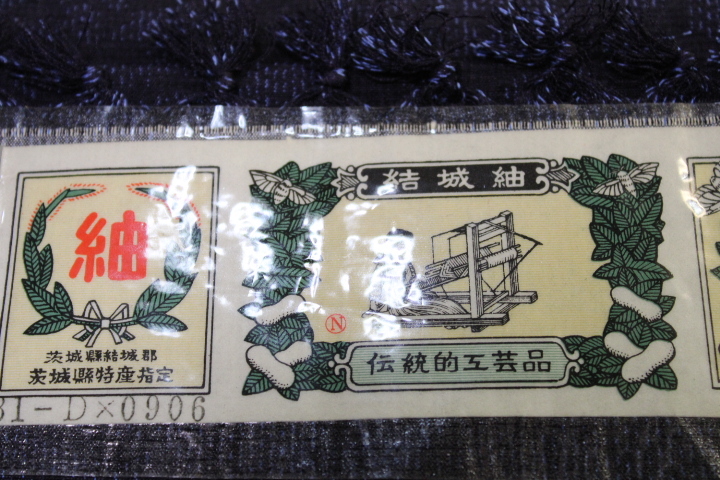 紬
茨城縣結城郡
茨城縣特産指定
31-D×0906
結城紬
N
伝統的工芸品